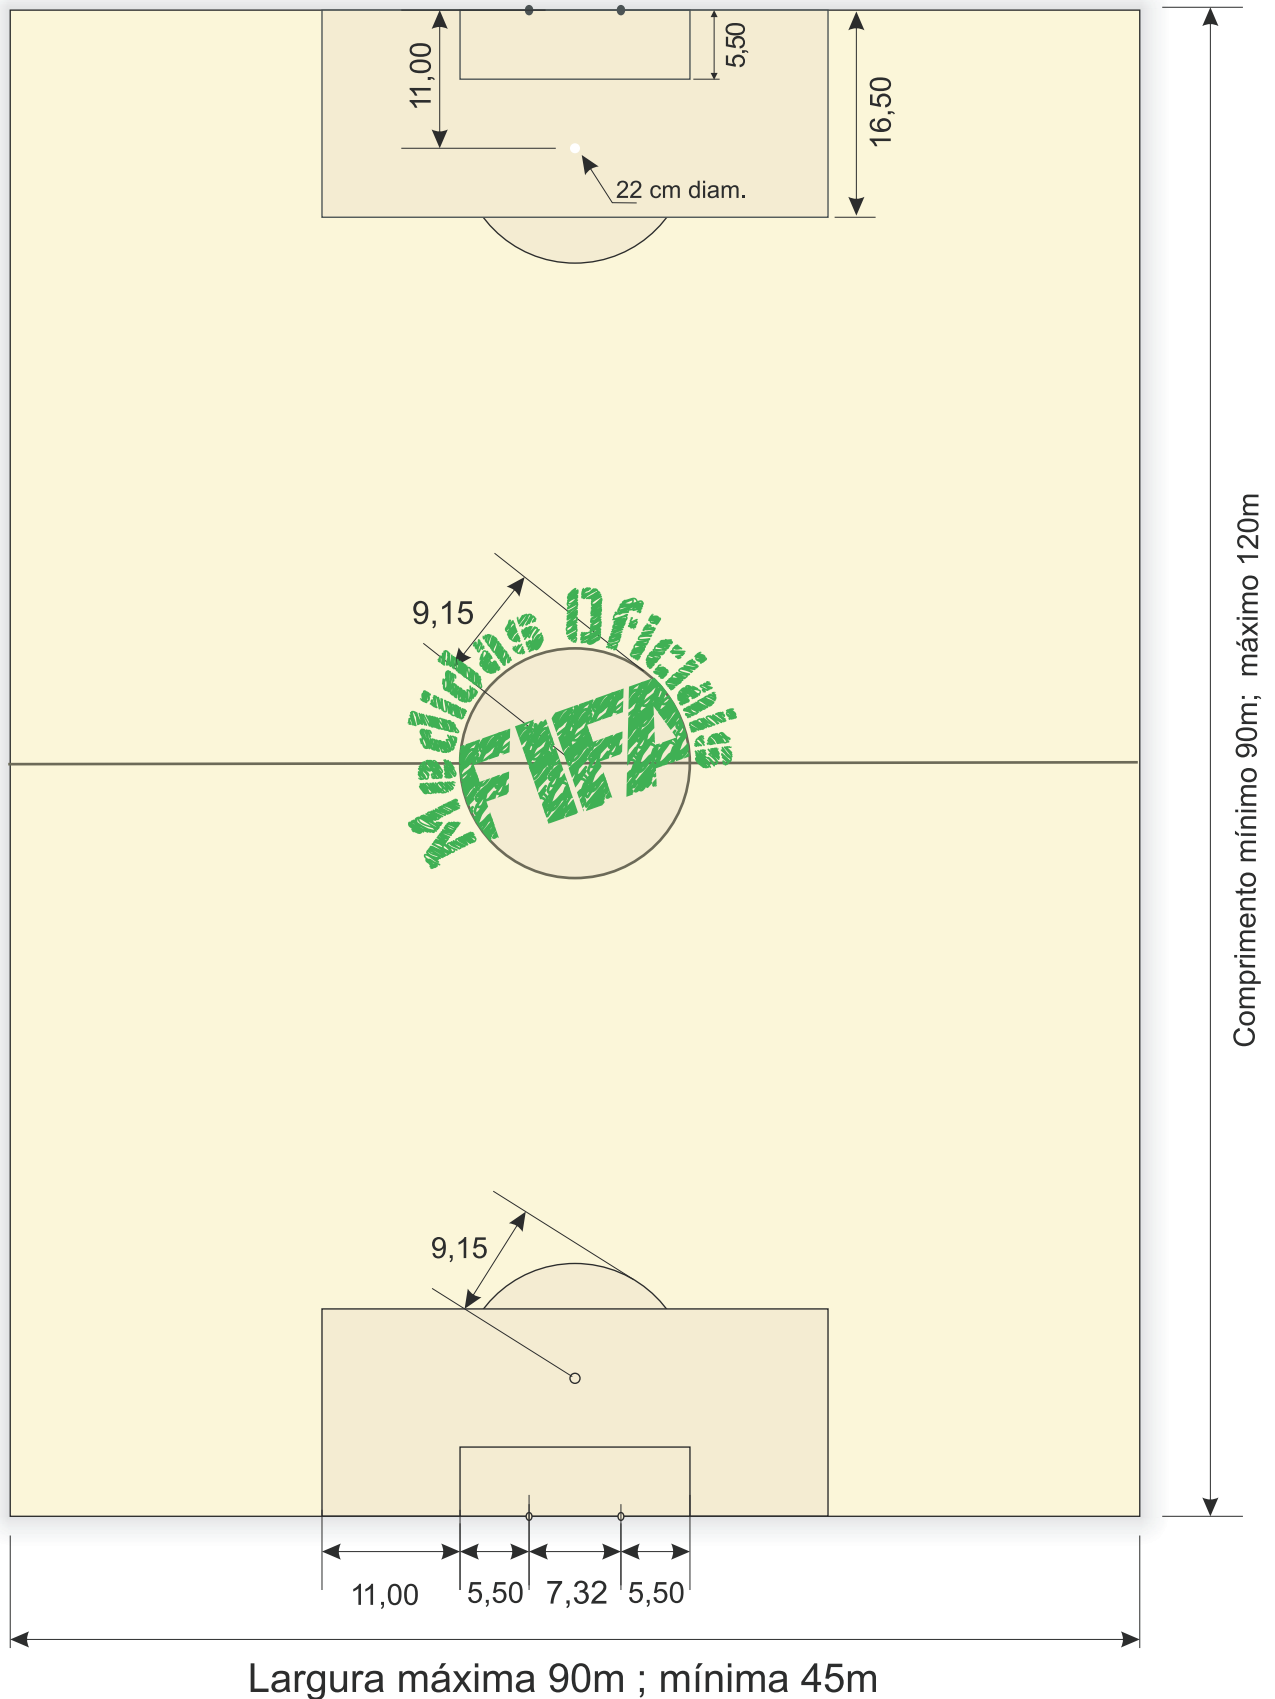 11,00
5,50
16,50
22 cm diam.
9,15
Medidas Oficiais
FIFA
Comprimento mínimo 90m; máximo 120m
9,15
11,00
5,50
7,32
5,50
Largura máxima 90m ; mínima 45m